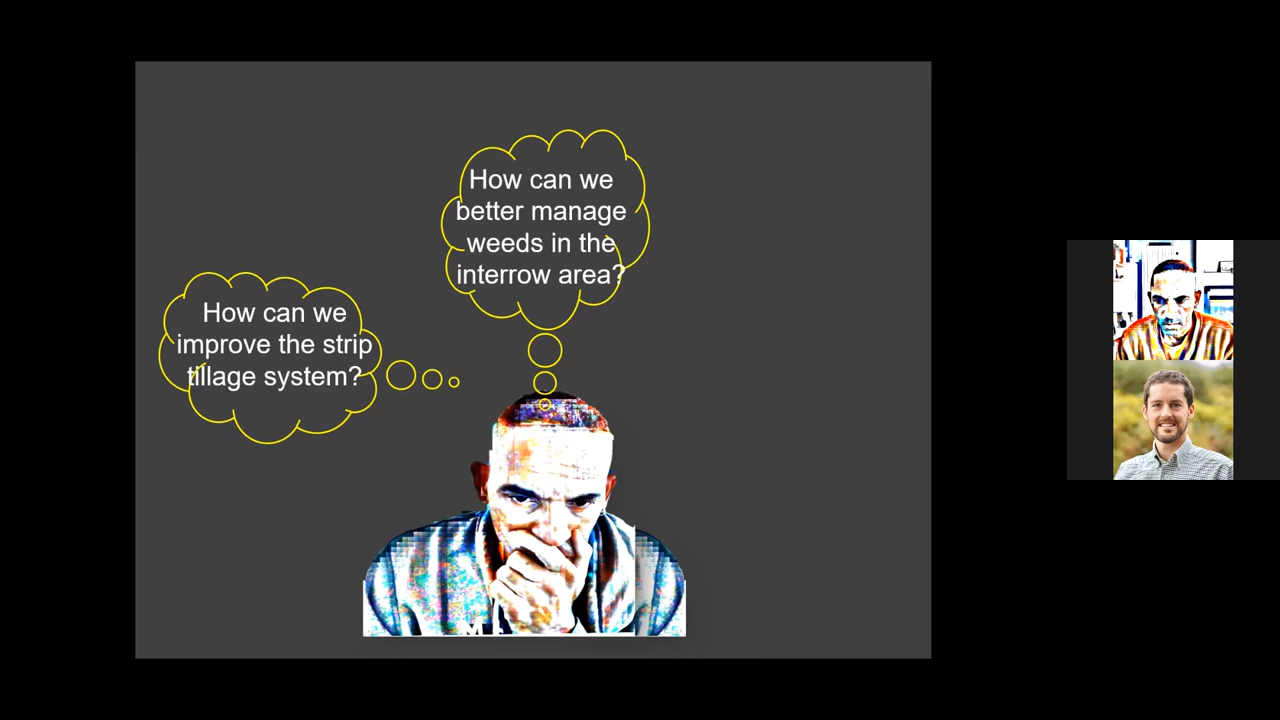 How can we
better manage
weeds in the
interrow area?
How can we
improve the strip
tillage system?